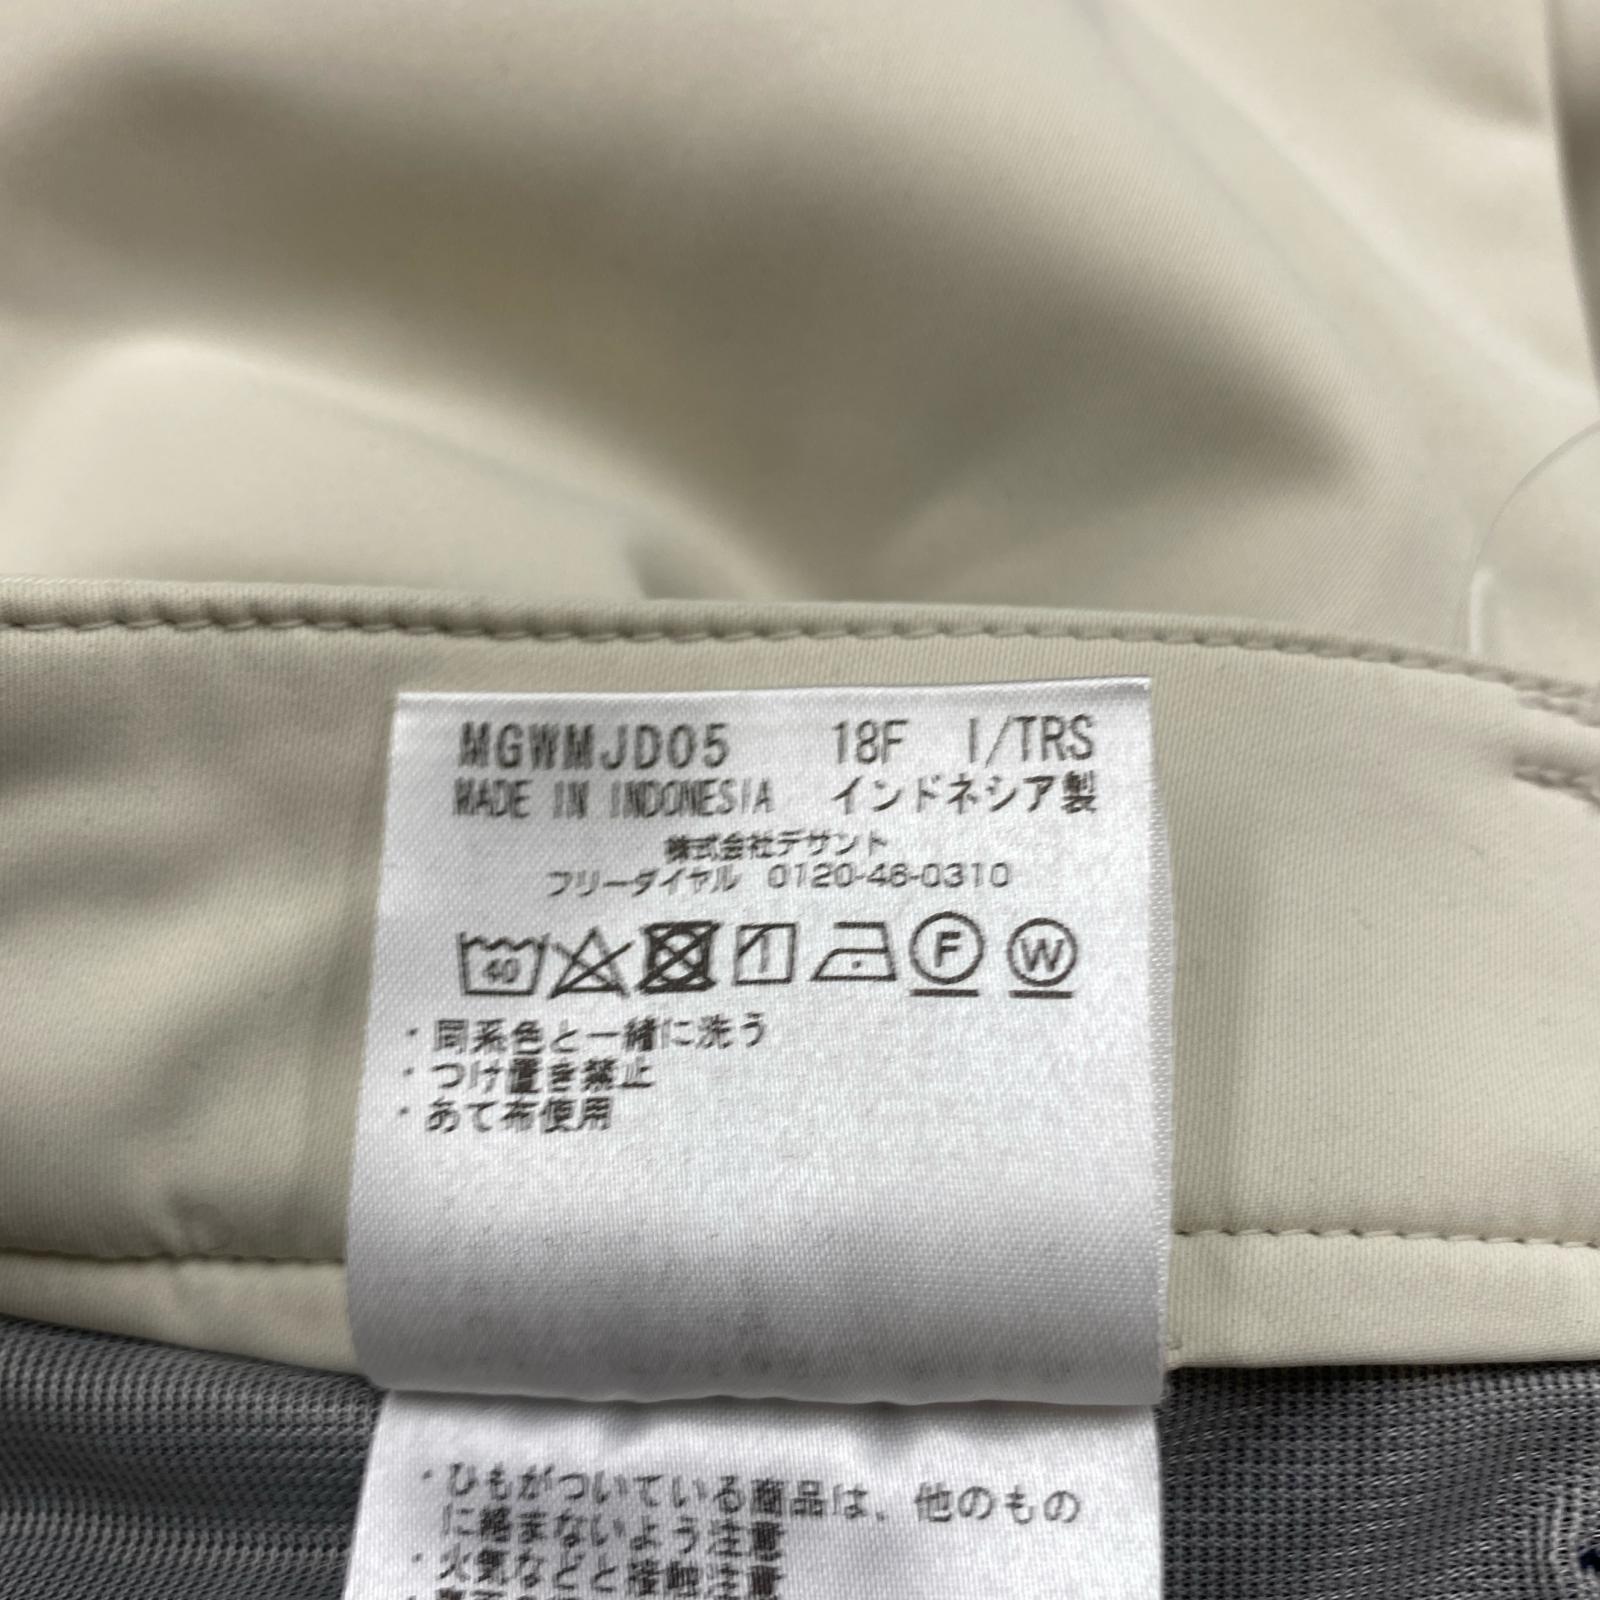 MGWMJD05 18F I/TRS
MADE IN INDONESIA インドネシア製
株式会社デサント
フリーダイヤル 0120-46-0310
40 1 F W
・同系色と一緒に洗う
・つけ置き禁止
・あて布使用
・ひもがついている商品は、他のもの
に絡まないよう注意
・火気などと接触注意